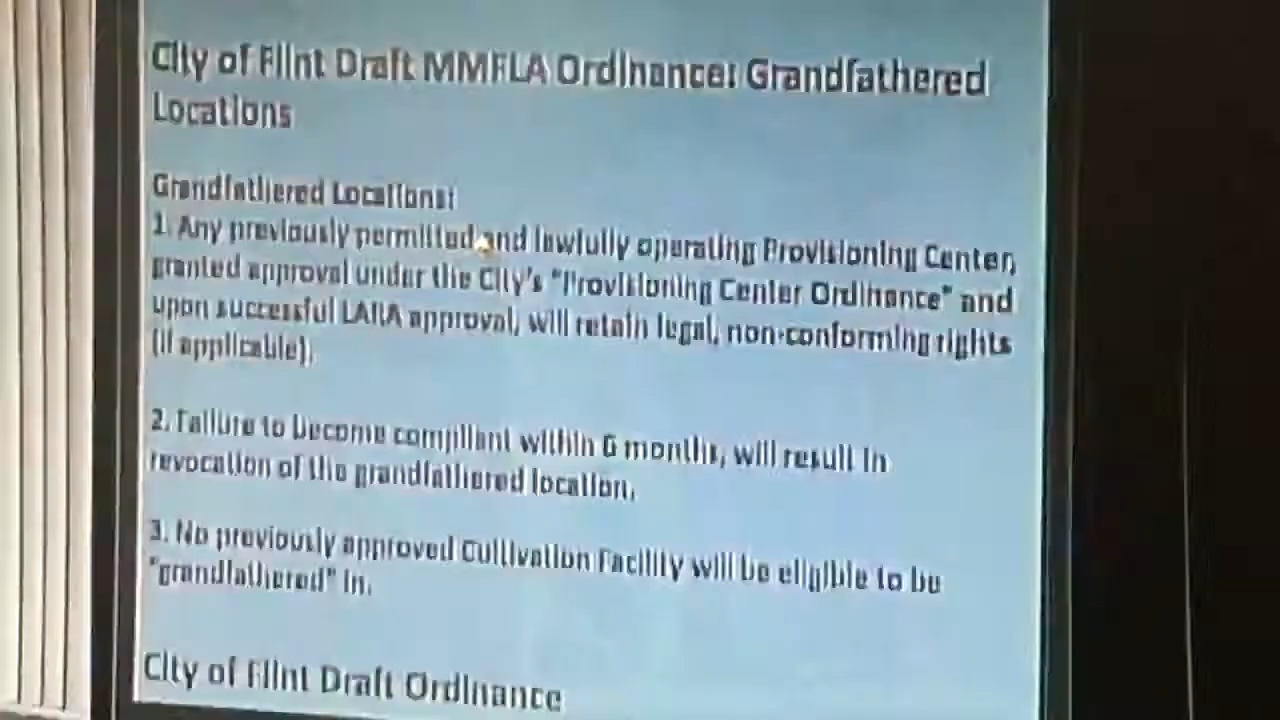 City of Flint Draft MMFLA Ordinance: Grandfathered
Locations
Grandfathered Locations:
1. Any previously permitted and lawfully operating Provisioning Center,
granted approval under the City's "Provisioning Center Ordinance" and
upon successful LARA approval, will retain legal, non-conforming rights
(if applicable).
2. Failure to become compliant within 6 months, will result in
revocation of the grandfathered location.
3. No previously approved Cultivation Facility will be eligible to be
"grandfathered" in.
City of Flint Draft Ordinance